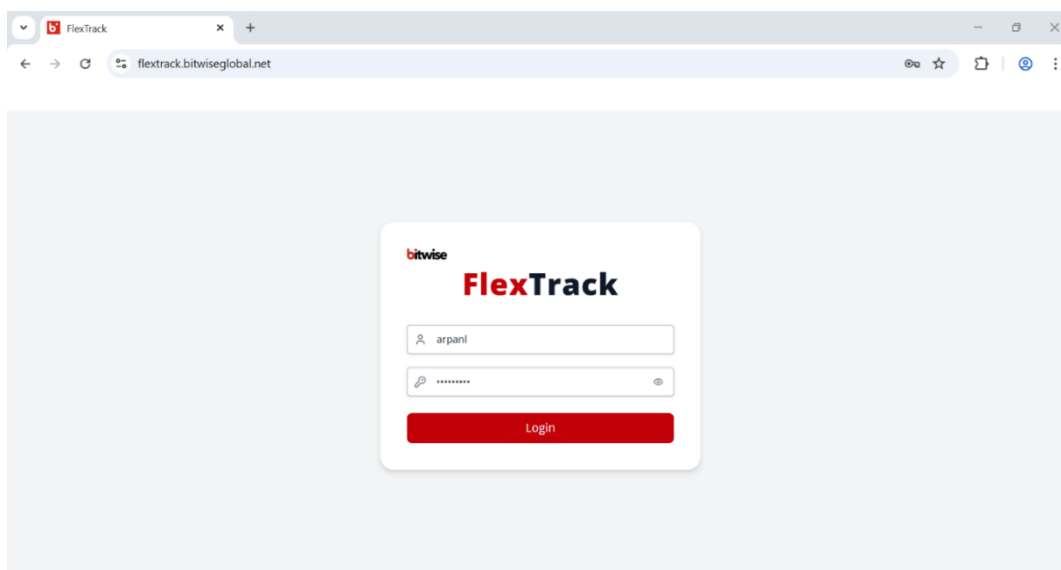 FlexTrack
flextrack.bitwiseglobal.net
bitwise
FlexTrack
arpanl
Login